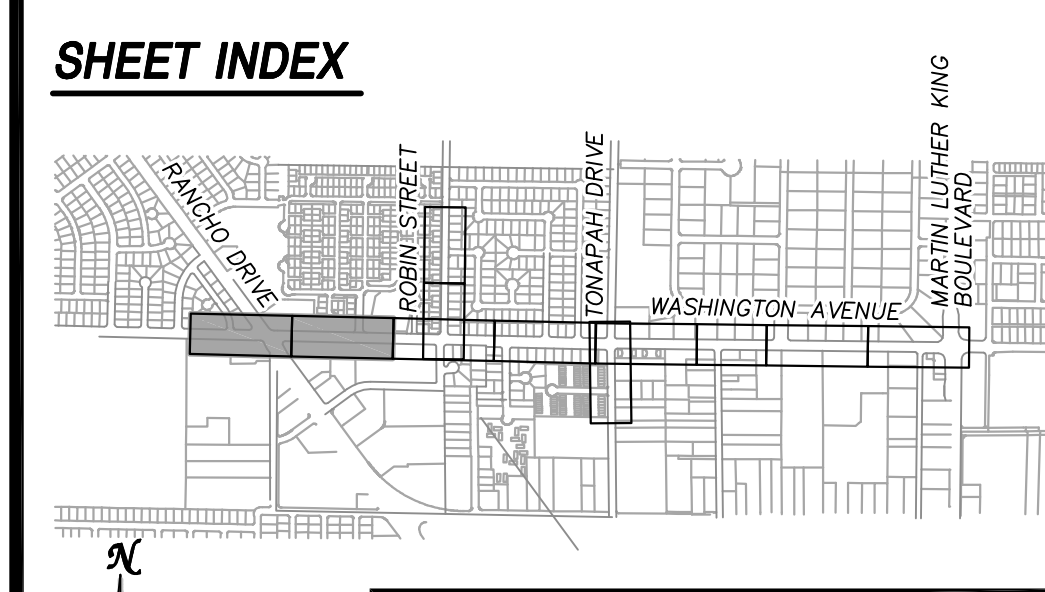 SHEET INDEX
RANCHO DRIVE
ROBIN STREET
TONAPAH DRIVE
WASHINGTON AVENUE
MARTIN LUTHER KING
BOULEVARD
N